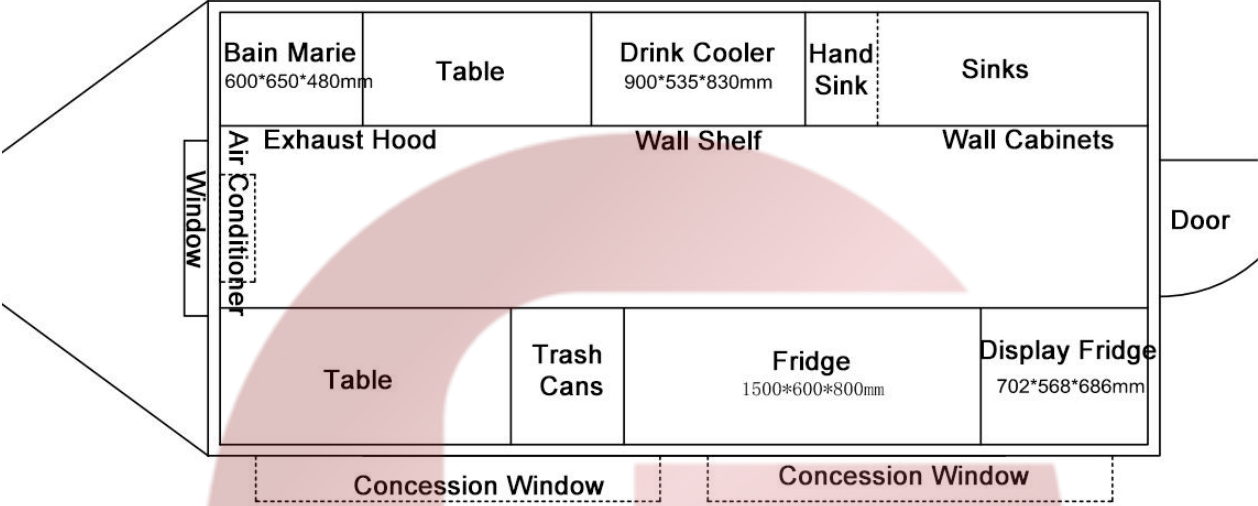 Bain Marie
600*650*480mm
Table
Drink Cooler
900*535*830mm
Hand
Sink
Sinks
Exhaust Hood
Wall Shelf
Wall Cabinets
Air Conditioner
Window
Door
Table
Trash
Cans
Fridge
1500*600*800mm
Display Fridge
702*568*686mm
Concession Window
Concession Window